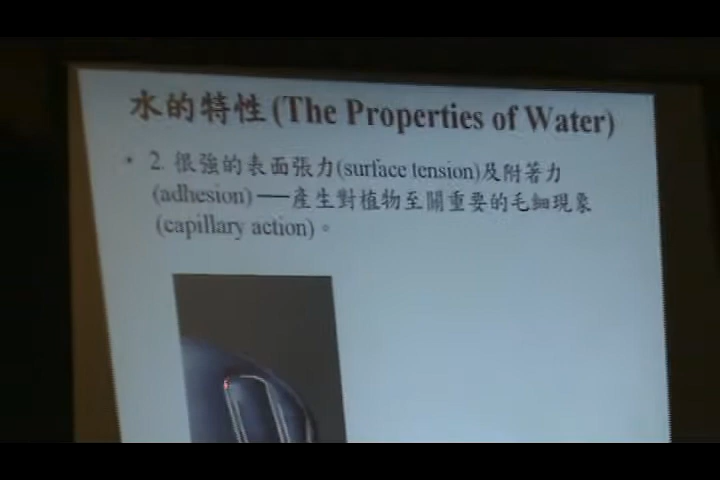 水的特性(The Properties of Water)
• 2. 很強的表面張力(surface tension)及附著力
(adhesion)──產生對植物至關重要的毛細現象
(capillary action)。